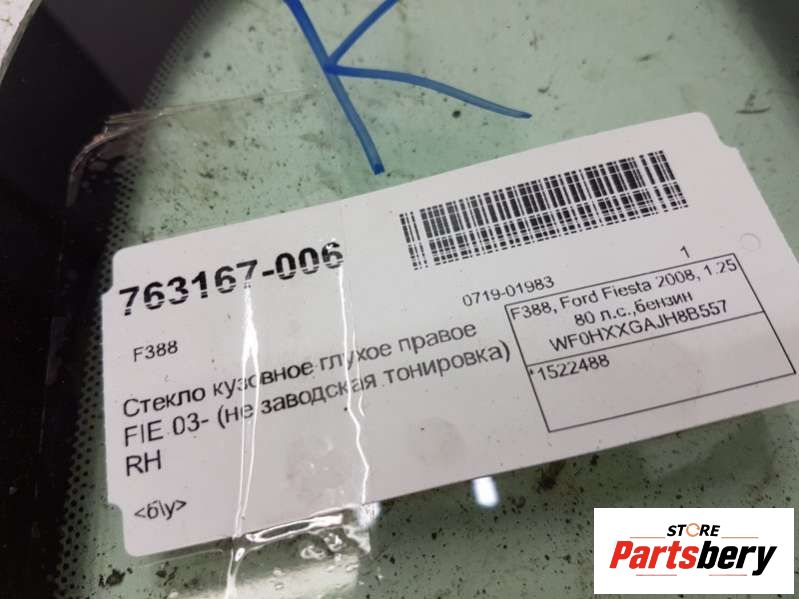 763167-006
0719-01983
1
F388
F388, Ford Fiesta 2008, 1.25
80 л.с.,бензин
WF0HXXGAJH8B557
*1522488
Стекло кузовное глухое правое
FIE 03- (не заводская тонировка)
RH
<б\у>
K
STORE
Partsbery